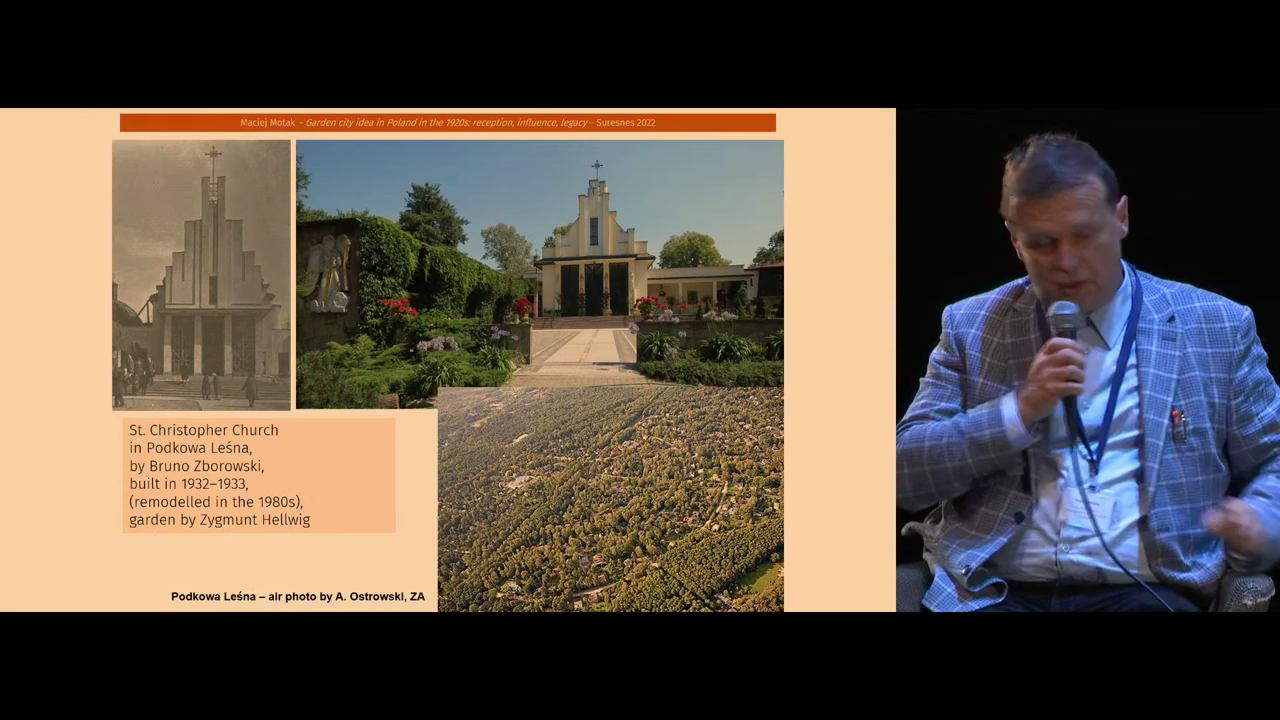 Maciej Motak – Garden city idea in Poland in the 1920s: reception, influence, legacy – Suresnes 2022
St. Christopher Church
in Podkowa Leśna,
by Bruno Zborowski,
built in 1932–1933,
(remodelled in the 1980s),
garden by Zygmunt Hellwig
Podkowa Leśna – air photo by A. Ostrowski, ZA